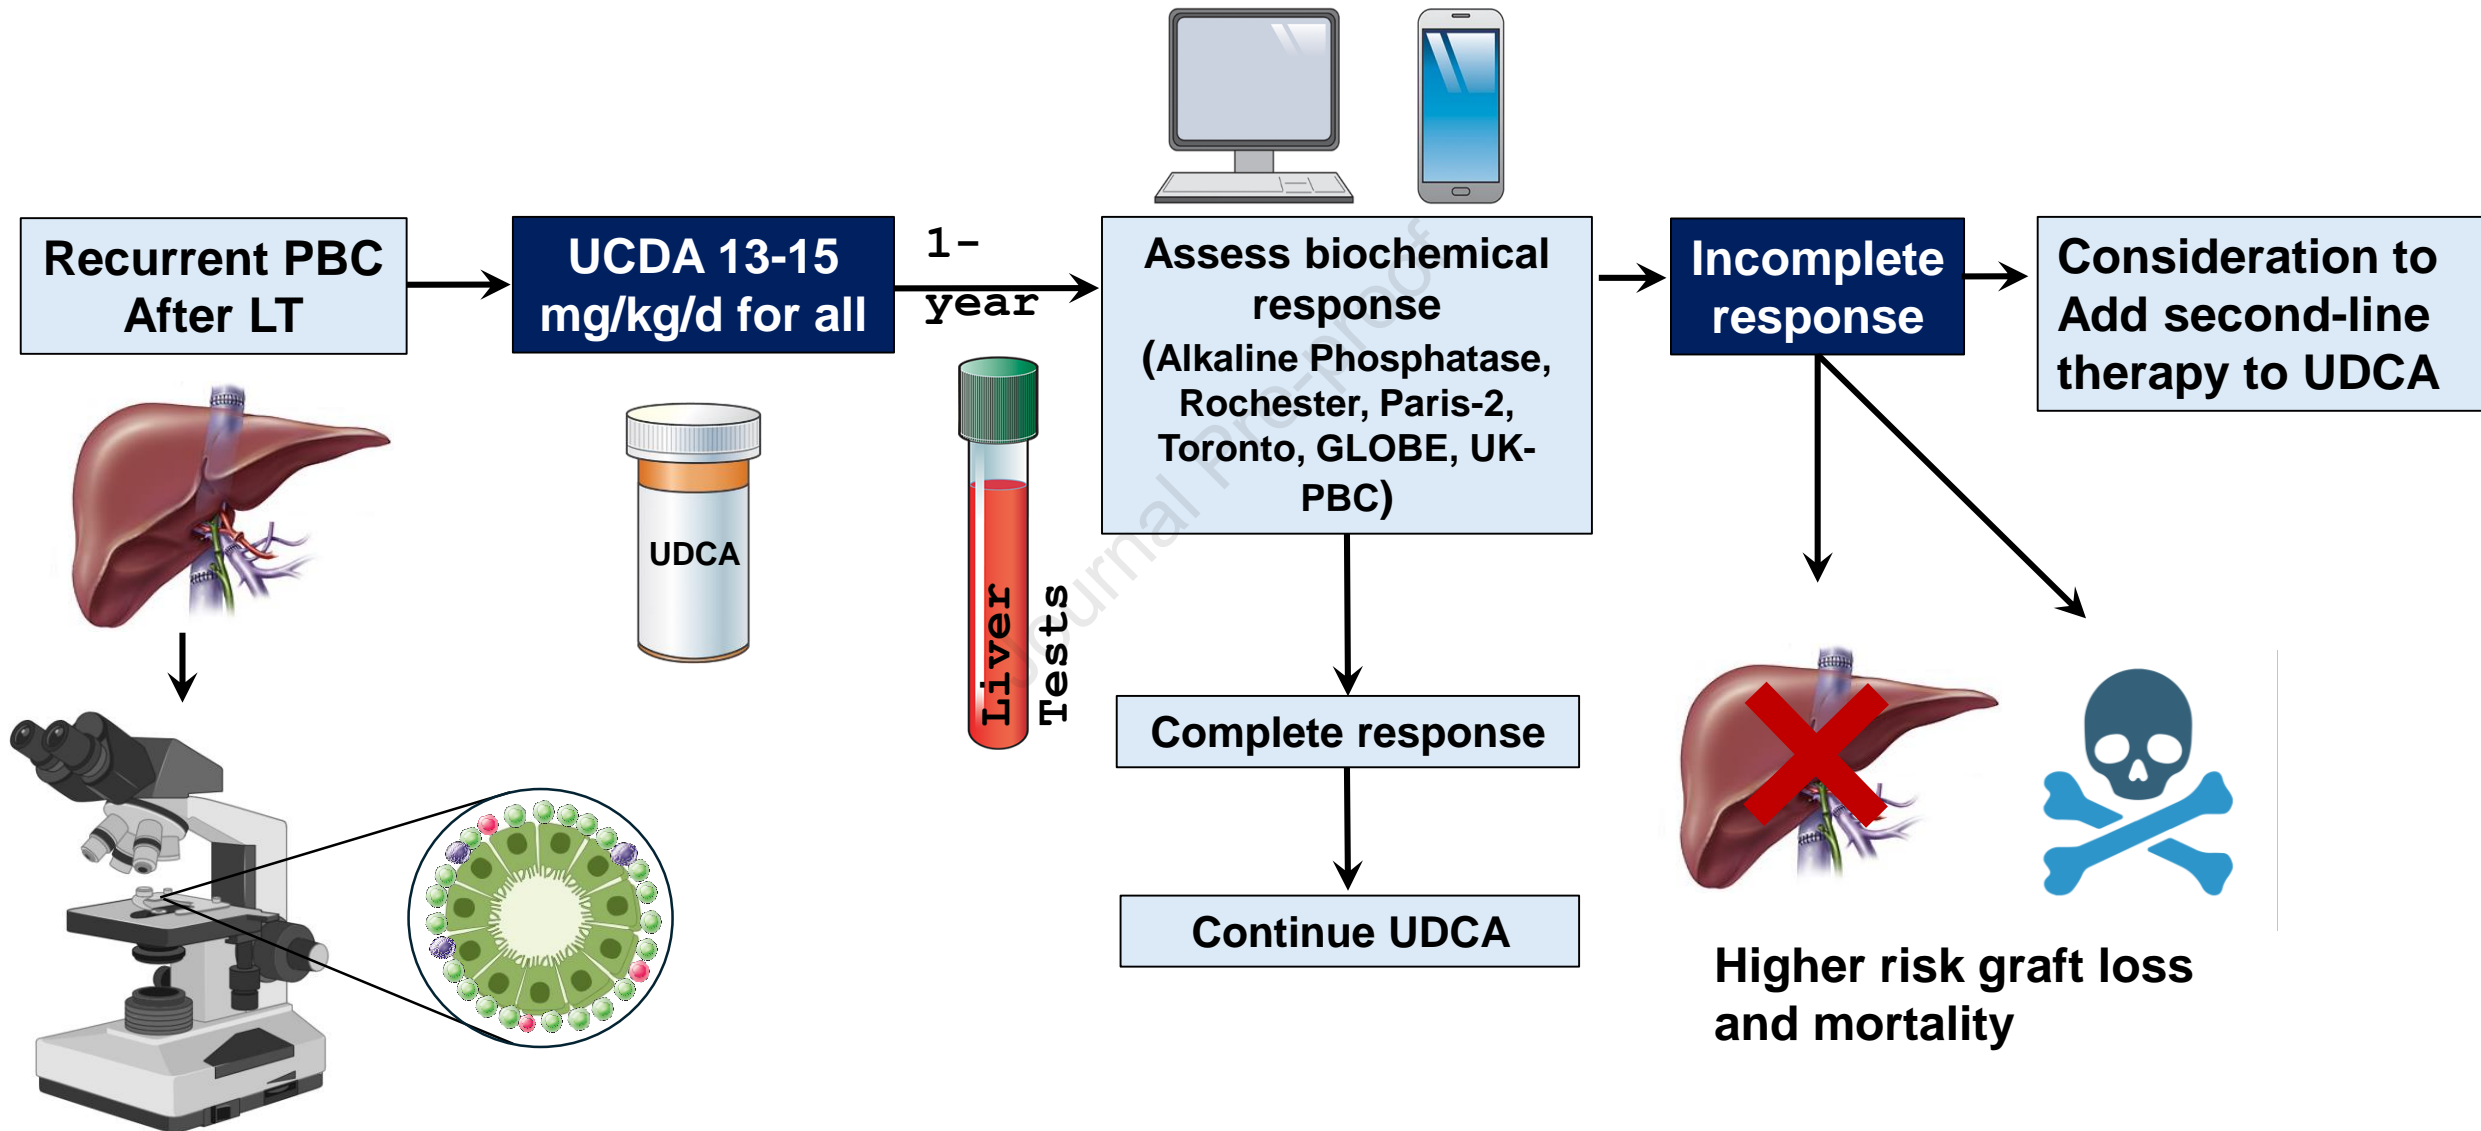 Recurrent PBC
After LT
UCDA 13-15
mg/kg/d for all
1-
year
Assess biochemical
response
(Alkaline Phosphatase,
Rochester, Paris-2,
Toronto, GLOBE, UK-
PBC)
Incomplete
response
Consideration to
Add second-line
therapy to UDCA
UDCA
Liver
Tests
Journal Pre-proof
Complete response
Continue UDCA
Higher risk graft loss
and mortality